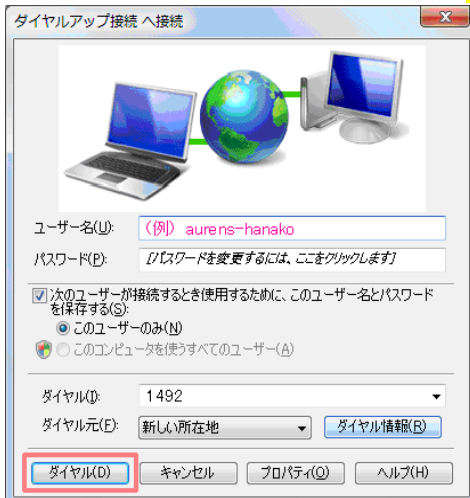 ダイヤルアップ接続 へ接続
ユーザー名(U):
(例) aurens-hanako
パスワード(P):
[パスワードを変更するには、ここをクリックします]
次のユーザーが接続するとき使用するために、このユーザー名とパスワード
を保存する(S):
このユーザーのみ(N)
このコンピュータを使うすべてのユーザー(A)
ダイヤル(I):
1492
ダイヤル元(F):
新しい所在地
ダイヤル情報(R)
ダイヤル(D)
キャンセル
プロパティ(O)
ヘルプ(H)